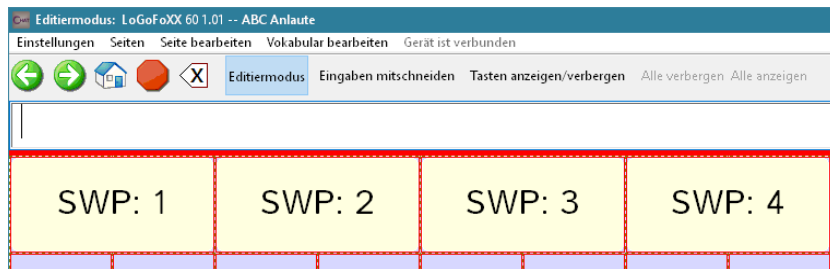 Editiermodus: LoGoFoXX 60 1.01 -- ABC Anlaute
Einstellungen Seiten Seite bearbeiten Vokabular bearbeiten Gerät ist verbunden
X Editiermodus Eingaben mitschneiden Tasten anzeigen/verbergen Alle verbergen Alle anzeigen
SWP: 1 SWP: 2 SWP: 3 SWP: 4